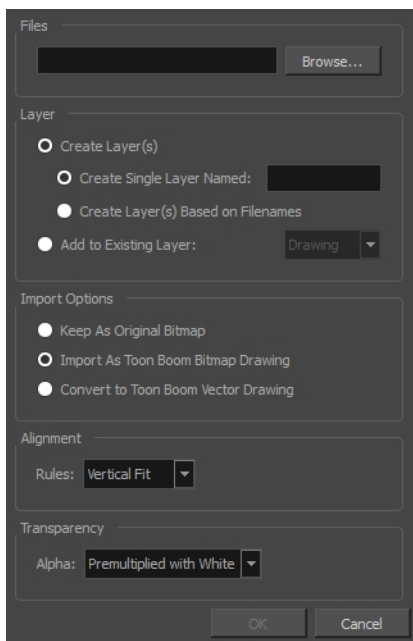 Files
Browse...
Layer
Create Layer(s)
Create Single Layer Named:
Create Layer(s) Based on Filenames
Add to Existing Layer: Drawing
Import Options
Keep As Original Bitmap
Import As Toon Boom Bitmap Drawing
Convert to Toon Boom Vector Drawing
Alignment
Rules: Vertical Fit
Transparency
Alpha: Premultiplied with White
OK Cancel